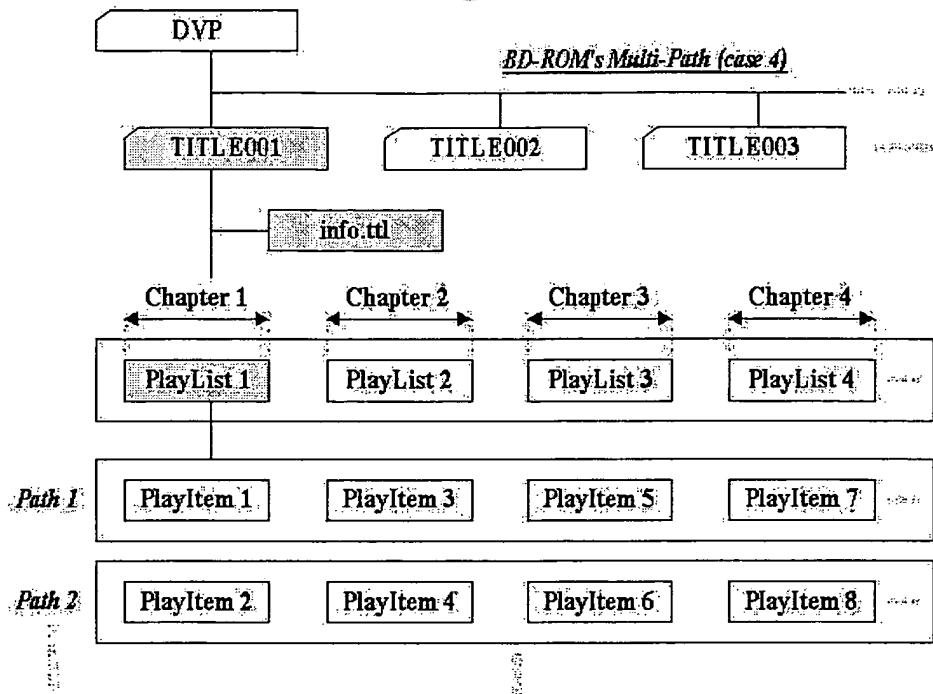 DVP
BD-ROM's Multi-Path (case 4)
TITLE001
TITLE002
TITLE003
info.ttl
Chapter 1
Chapter 2
Chapter 3
Chapter 4
PlayList 1
PlayList 2
PlayList 3
PlayList 4
Path 1
PlayItem 1
PlayItem 3
PlayItem 5
PlayItem 7
Path 2
PlayItem 2
PlayItem 4
PlayItem 6
PlayItem 8